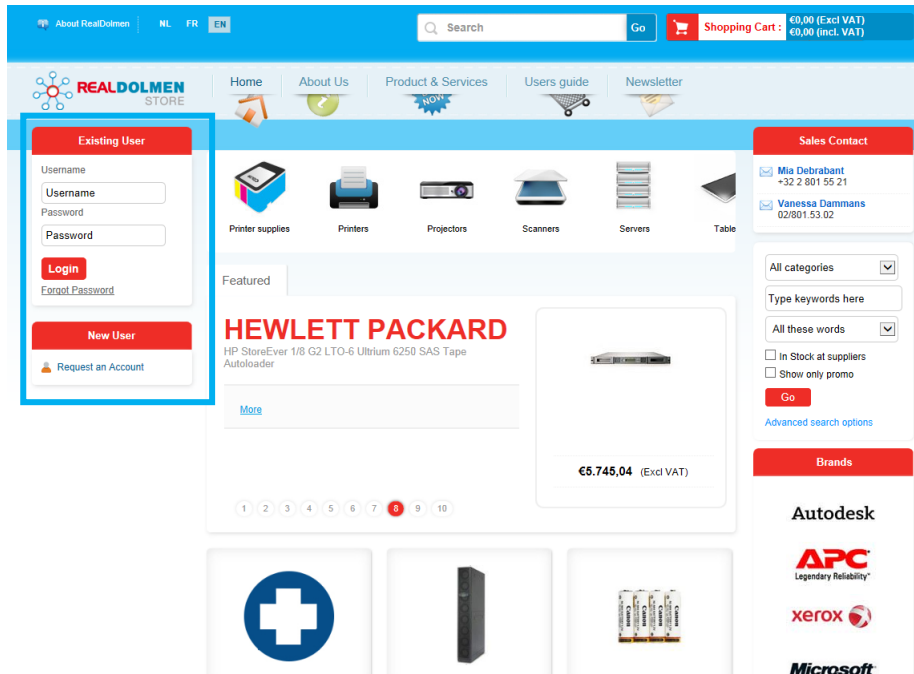 About RealDolmen NL FR EN
Search Go
Shopping Cart : €0,00 (Excl VAT)
€0,00 (incl. VAT)
REALDOLMEN
STORE
Home About Us Product & Services Users guide Newsletter
NOW
Existing User
Username
Username
Password
Password
Login
Forgot Password
New User
Request an Account
Printer supplies Printers Projectors Scanners Servers Table
Featured
HEWLETT PACKARD
HP StoreEver 1/8 G2 LTO-6 Ultrium 6250 SAS Tape
Autoloader
More
€5.745,04 (Excl VAT)
1 2 3 4 5 6 7 8 9 10
Canon Canon Canon Canon
Sales Contact
Mia Debrabant
+32 2 801 55 21
Vanessa Dammans
02/801.53.02
All categories
Type keywords here
All these words
In Stock at suppliers
Show only promo
Go
Advanced search options
Brands
Autodesk
APC
Legendary Reliability™
xerox
Microsoft